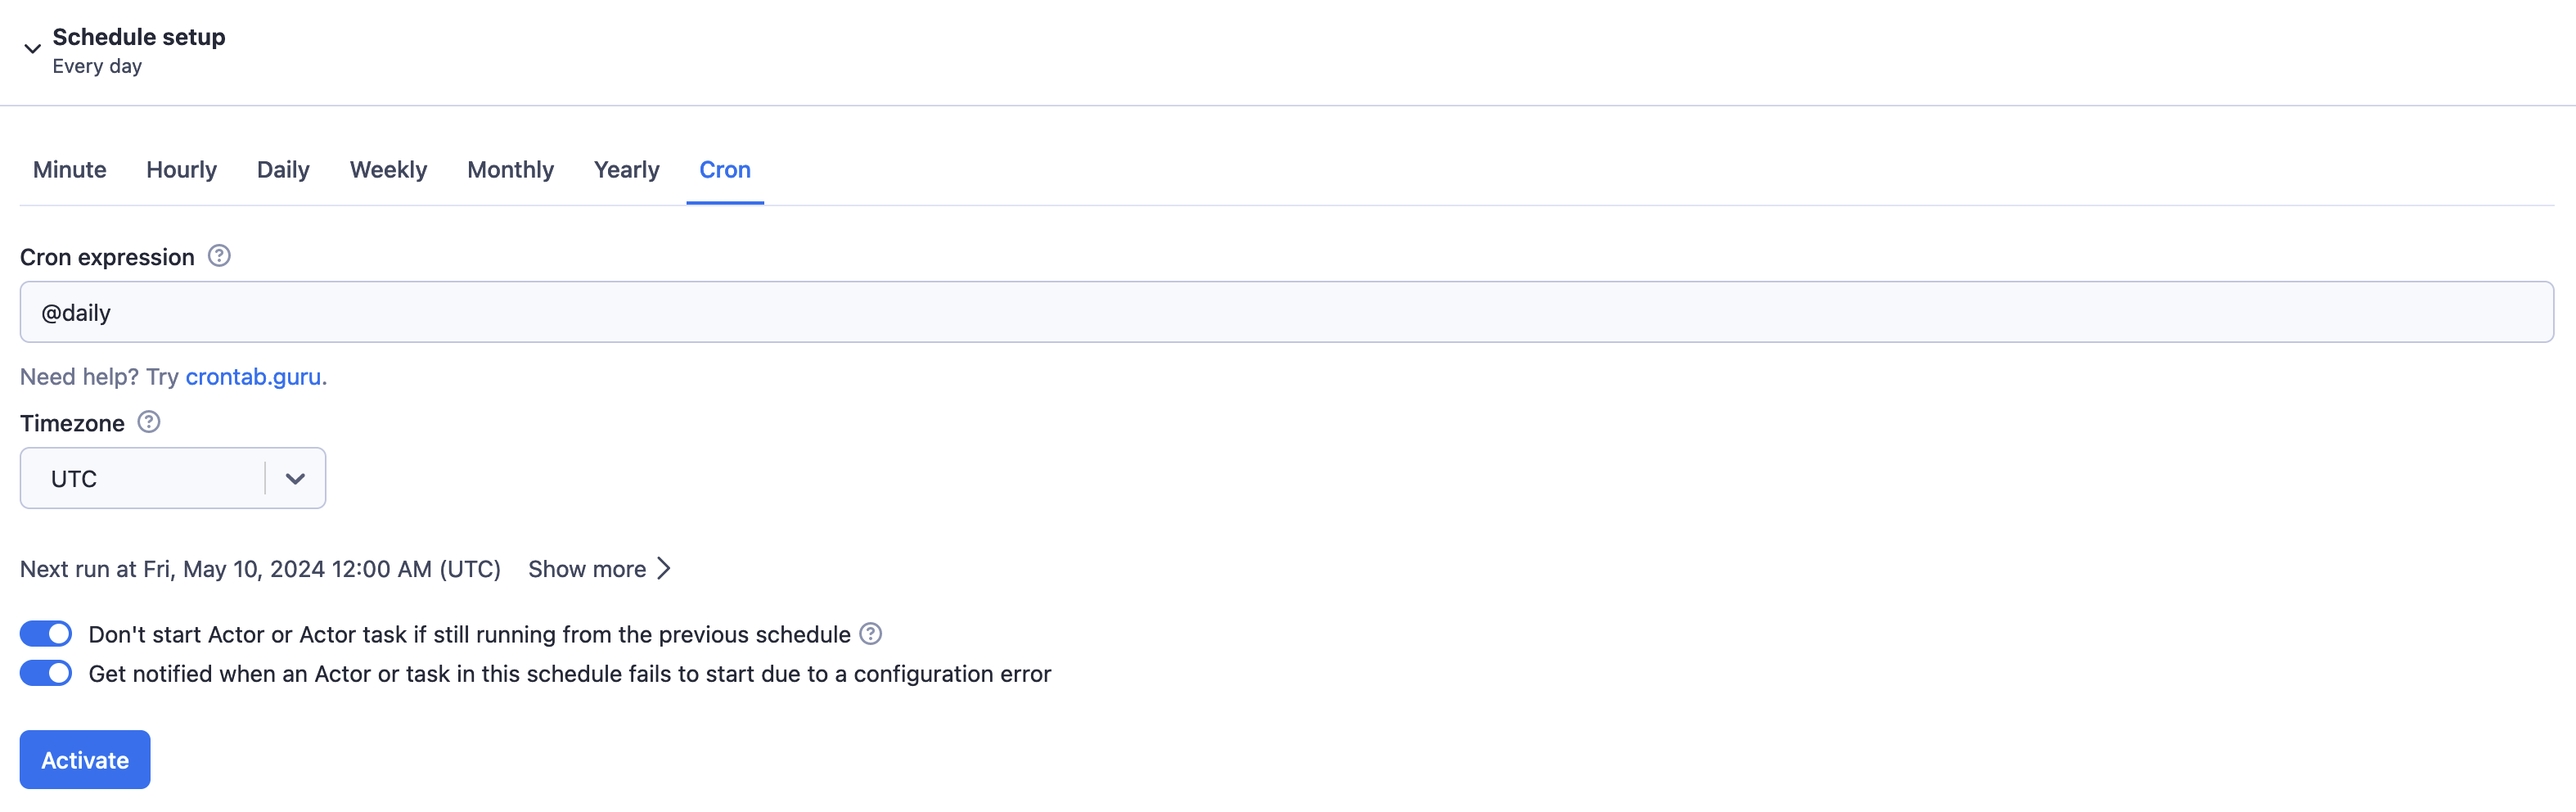 Schedule setup
Every day
Minute Hourly Daily Weekly Monthly Yearly Cron
Cron expression ?
@daily
Need help? Try crontab.guru.
Timezone ?
UTC
Next run at Fri, May 10, 2024 12:00 AM (UTC) Show more
Don't start Actor or Actor task if still running from the previous schedule ?
Get notified when an Actor or task in this schedule fails to start due to a configuration error
Activate